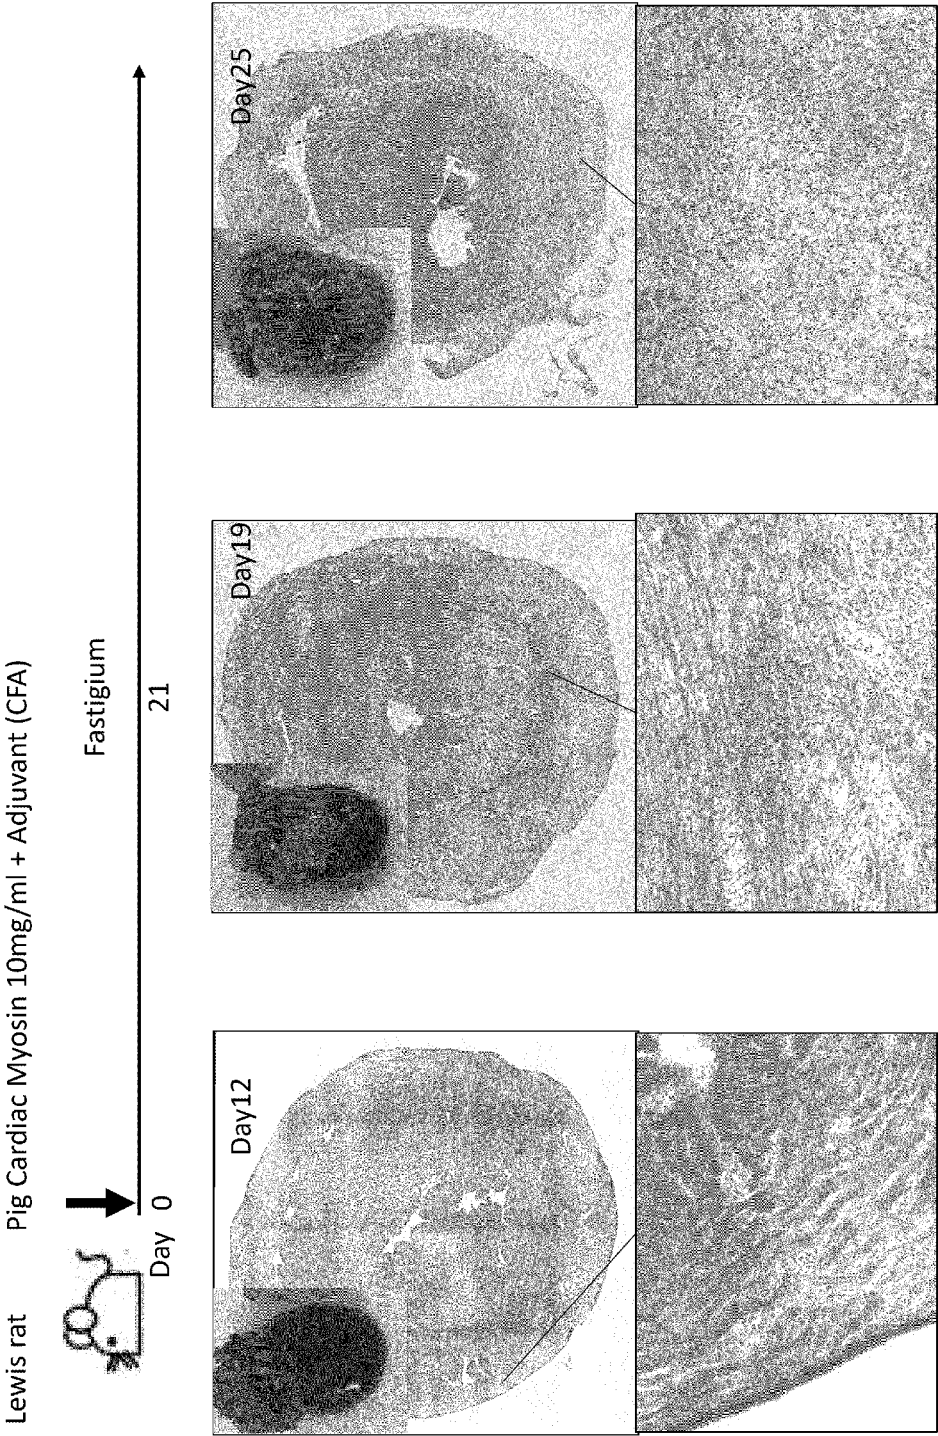 Lewis rat
Pig Cardiac Myosin 10mg/ml + Adjuvant (CFA)
Fastigium
Day
0
21
Day12
Day19
Day25